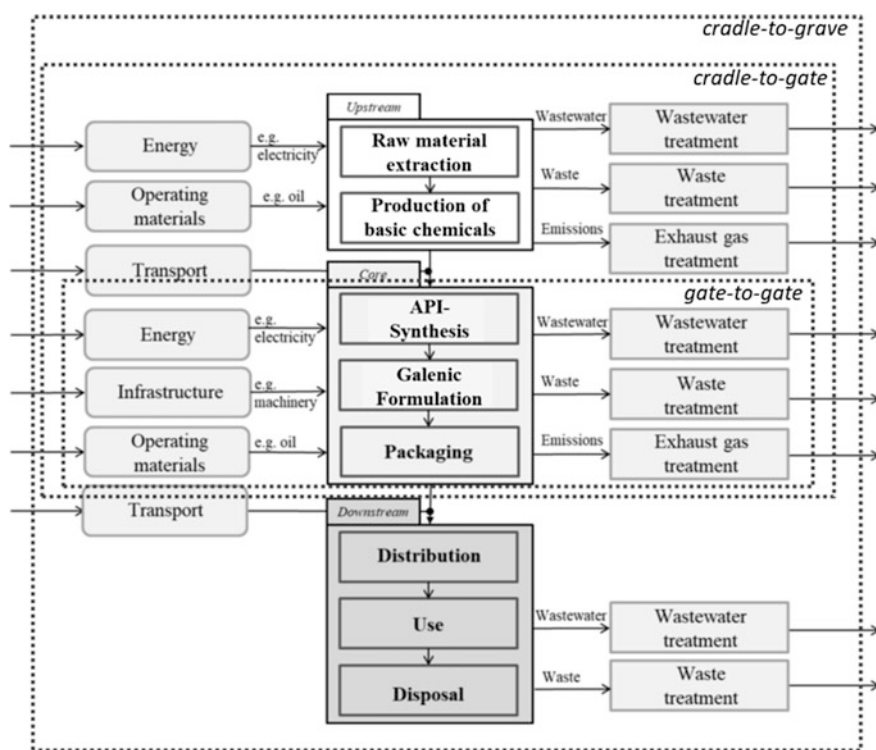 cradle-to-grave
cradle-to-gate
Upstream
Energy
e.g.
electricity
Raw material
extraction
Wastewater
Wastewater
treatment
Operating
materials
e.g. oil
Production of
basic chemicals
Waste
Waste
treatment
Emissions
Exhaust gas
treatment
Transport
Core
gate-to-gate
Energy
e.g.
electricity
API-
Synthesis
Wastewater
Wastewater
treatment
Infrastructure
e.g.
machinery
Galenic
Formulation
Waste
Waste
treatment
Operating
materials
e.g. oil
Packaging
Emissions
Exhaust gas
treatment
Transport
Downstream
Distribution
Use
Wastewater
Wastewater
treatment
Disposal
Waste
Waste
treatment